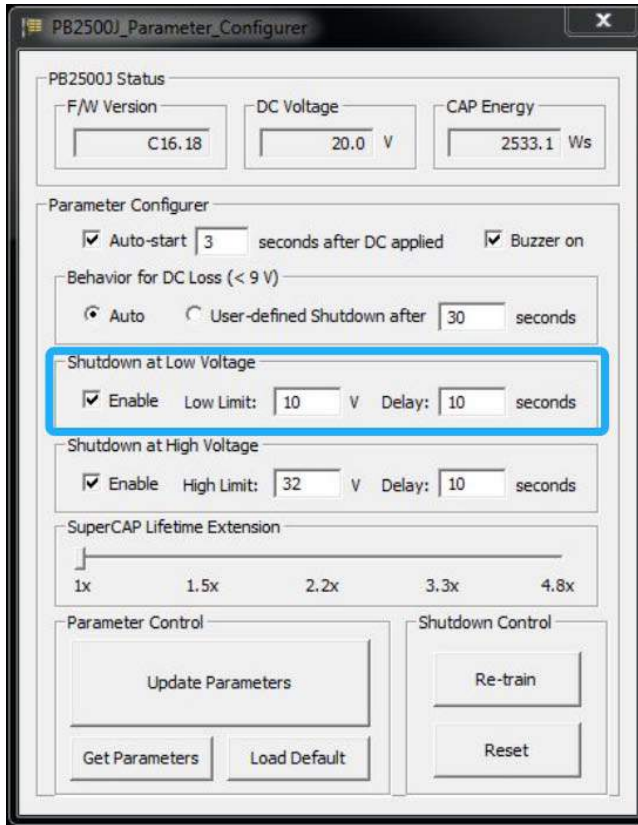 PB2500J_Parameter_Configurer x
PB2500J Status
F/W Version DC Voltage CAP Energy
C16.18 20.0 V 2533.1 Ws
Parameter Configurer
Auto-start 3 seconds after DC applied Buzzer on
Behavior for DC Loss (< 9 V)
Auto User-defined Shutdown after 30 seconds
Shutdown at Low Voltage
Enable Low Limit: 10 V Delay: 10 seconds
Shutdown at High Voltage
Enable High Limit: 32 V Delay: 10 seconds
SuperCAP Lifetime Extension
1x 1.5x 2.2x 3.3x 4.8x
Parameter Control Shutdown Control
Update Parameters Re-train
Get Parameters Load Default Reset